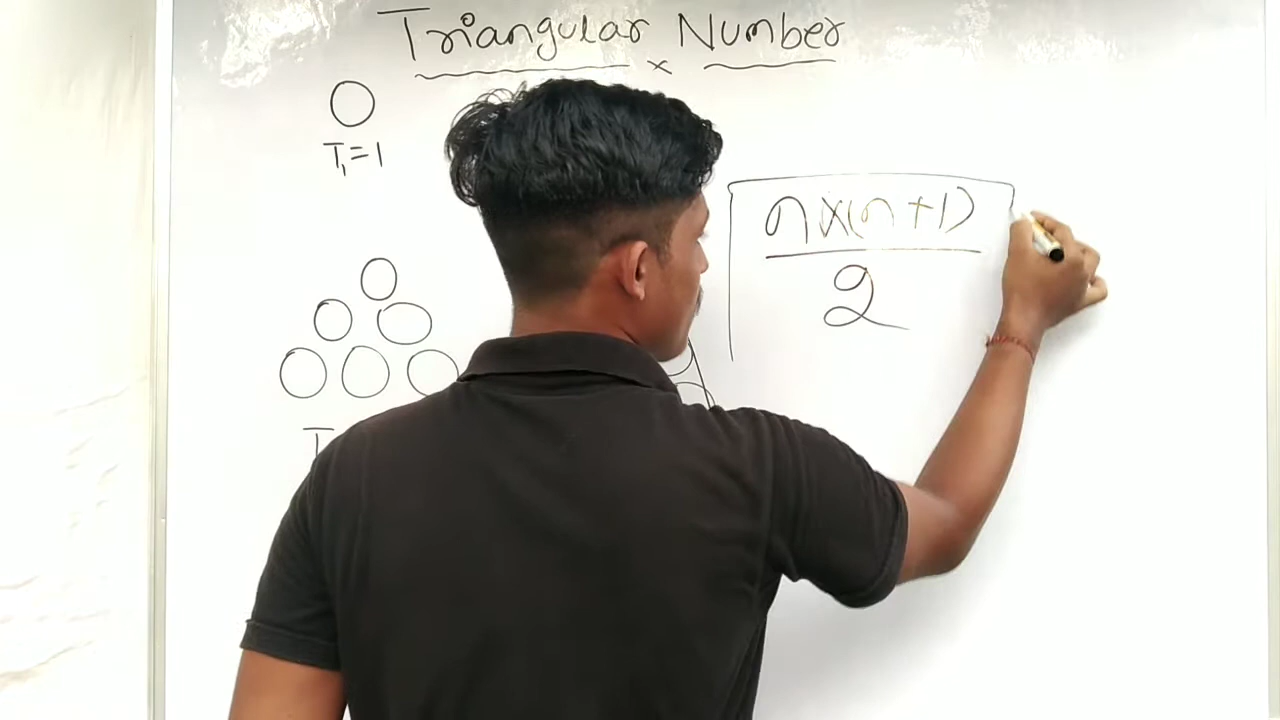 Triangular Number
T₁=1
n×(n+1)
2
T